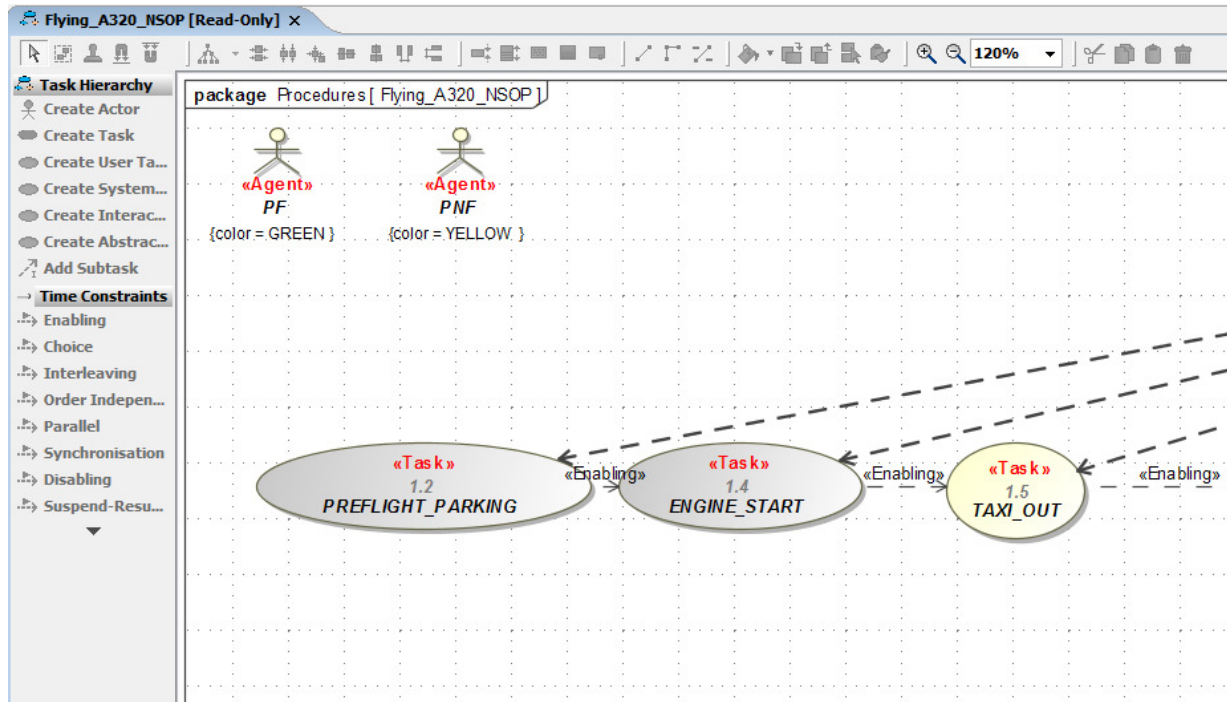 Flying_A320_NSOP [Read-Only] ×
120%
Task Hierarchy
Create Actor
Create Task
Create User Ta...
Create System...
Create Interac...
Create Abstrac...
Add Subtask
Time Constraints
Enabling
Choice
Interleaving
Order Indepen...
Parallel
Synchronisation
Disabling
Suspend-Resu...
package Procedures [ Flying_A320_NSOP ]
«Agent»
PF
{color = GREEN }
«Agent»
PNF
{color = YELLOW }
«Task»
1.2
PREFLIGHT_PARKING
«Enabling»
«Task»
1.4
ENGINE_START
«Enabling»
«Task»
1.5
TAXI_OUT
«Enabling»